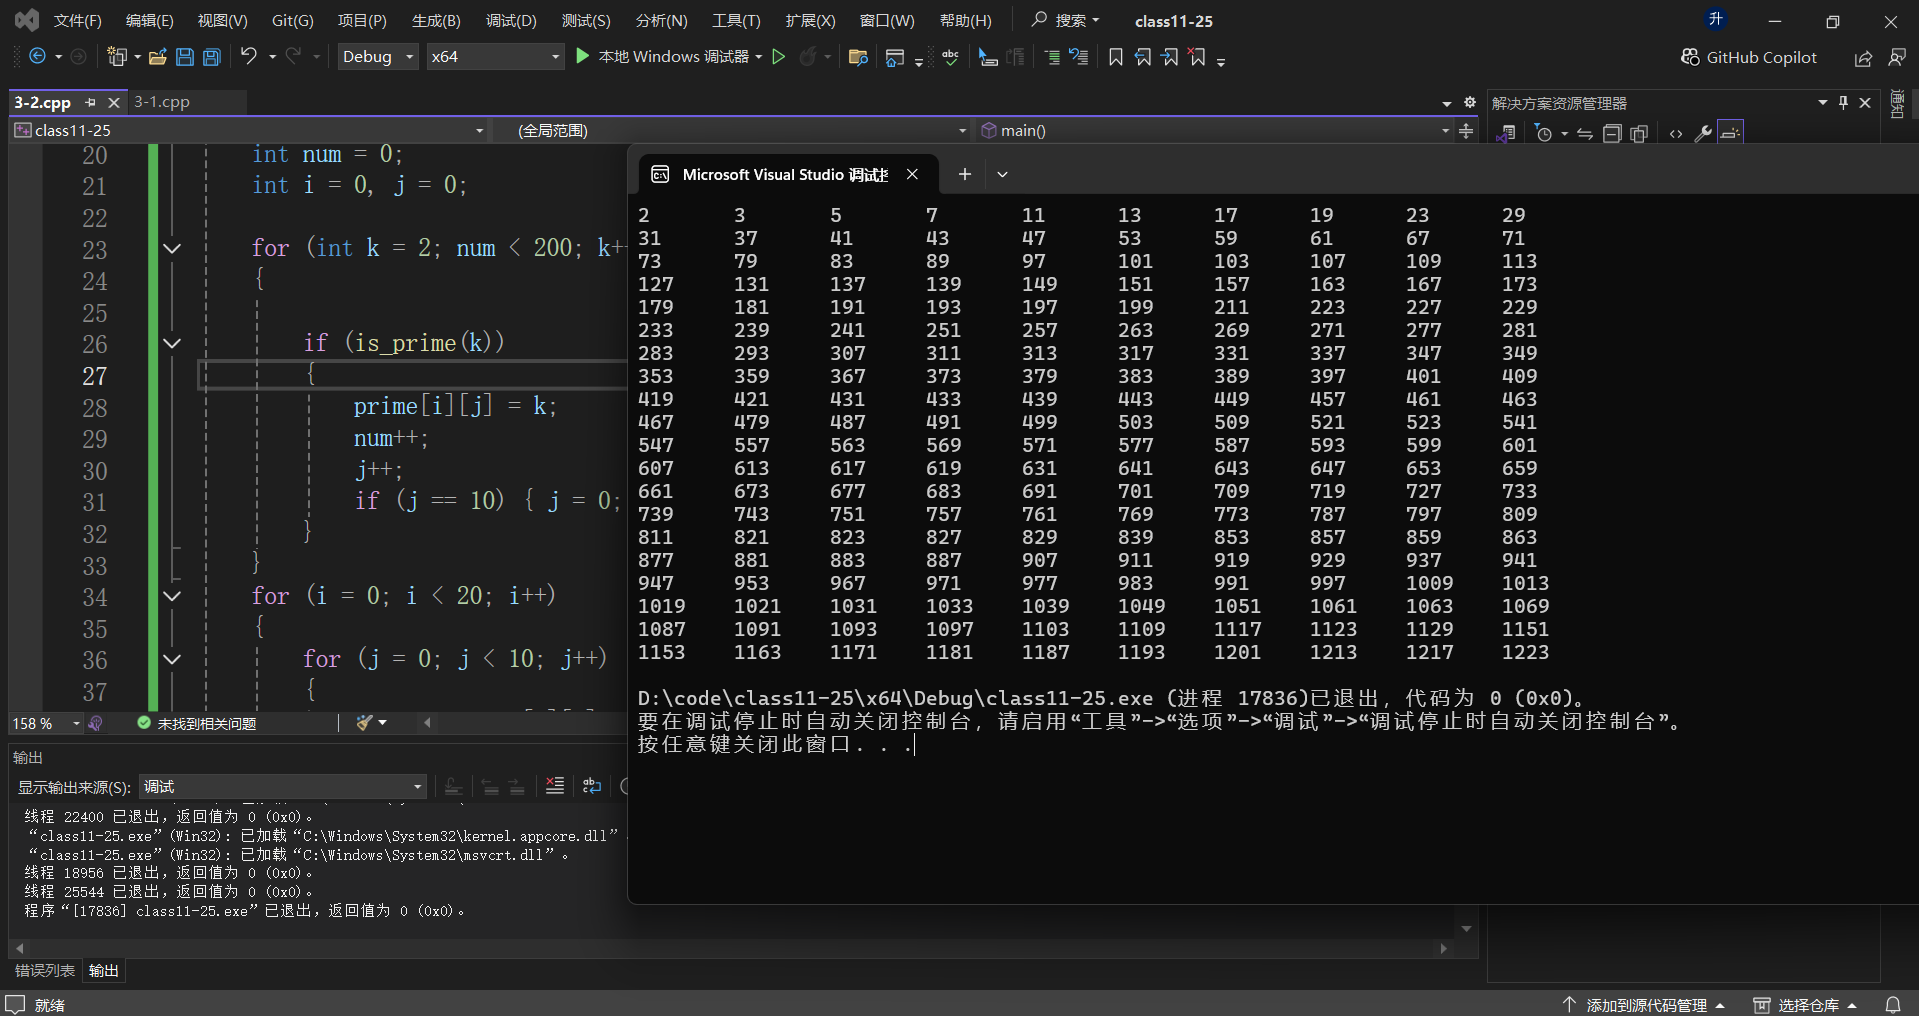 文件(F) 编辑(E) 视图(V) Git(G) 项目(P) 生成(B) 调试(D) 测试(S) 分析(N) 工具(T) 扩展(X) 窗口(W) 帮助(H) 搜索 class11-25 升
Debug x64 本地 Windows 调试器 GitHub Copilot
3-2.cpp 3-1.cpp
class11-25 (全局范围) main()
解决方案资源管理器
通知
20 int num = 0;
21 int i = 0, j = 0;
22
23 for (int k = 2; num < 200; k+
24 {
25
26 if (is_prime(k))
27 {
28 prime[i][j] = k;
29 num++;
30 j++;
31 if (j == 10) { j = 0;
32 }
33 }
34 for (i = 0; i < 20; i++)
35 {
36 for (j = 0; j < 10; j++)
37 {
158 % 未找到相关问题
Microsoft Visual Studio 调试
2 3 5 7 11 13 17 19 23 29
31 37 41 43 47 53 59 61 67 71
73 79 83 89 97 101 103 107 109 113
127 131 137 139 149 151 157 163 167 173
179 181 191 193 197 199 211 223 227 229
233 239 241 251 257 263 269 271 277 281
283 293 307 311 313 317 331 337 347 349
353 359 367 373 379 383 389 397 401 409
419 421 431 433 439 443 449 457 461 463
467 479 487 491 499 503 509 521 523 541
547 557 563 569 571 577 587 593 599 601
607 613 617 619 631 641 643 647 653 659
661 673 677 683 691 701 709 719 727 733
739 743 751 757 761 769 773 787 797 809
811 821 823 827 829 839 853 857 859 863
877 881 883 887 907 911 919 929 937 941
947 953 967 971 977 983 991 997 1009 1013
1019 1021 1031 1033 1039 1049 1051 1061 1063 1069
1087 1091 1093 1097 1103 1109 1117 1123 1129 1151
1153 1163 1171 1181 1187 1193 1201 1213 1217 1223
D:\code\class11-25\x64\Debug\class11-25.exe (进程 17836)已退出，代码为 0 (0x0)。
要在调试停止时自动关闭控制台，请启用“工具”->“选项”->“调试”->“调试停止时自动关闭控制台”。
按任意键关闭此窗口. . .
输出
显示输出来源(S): 调试
线程 22400 已退出，返回值为 0 (0x0)。
“class11-25.exe”(Win32): 已加载“C:\Windows\System32\kernel.appcore.dll”
“class11-25.exe”(Win32): 已加载“C:\Windows\System32\msvcrt.dll”。
线程 18956 已退出，返回值为 0 (0x0)。
线程 25544 已退出，返回值为 0 (0x0)。
程序“[17836] class11-25.exe”已退出，返回值为 0 (0x0)。
错误列表 输出
就绪 添加到源代码管理 选择仓库